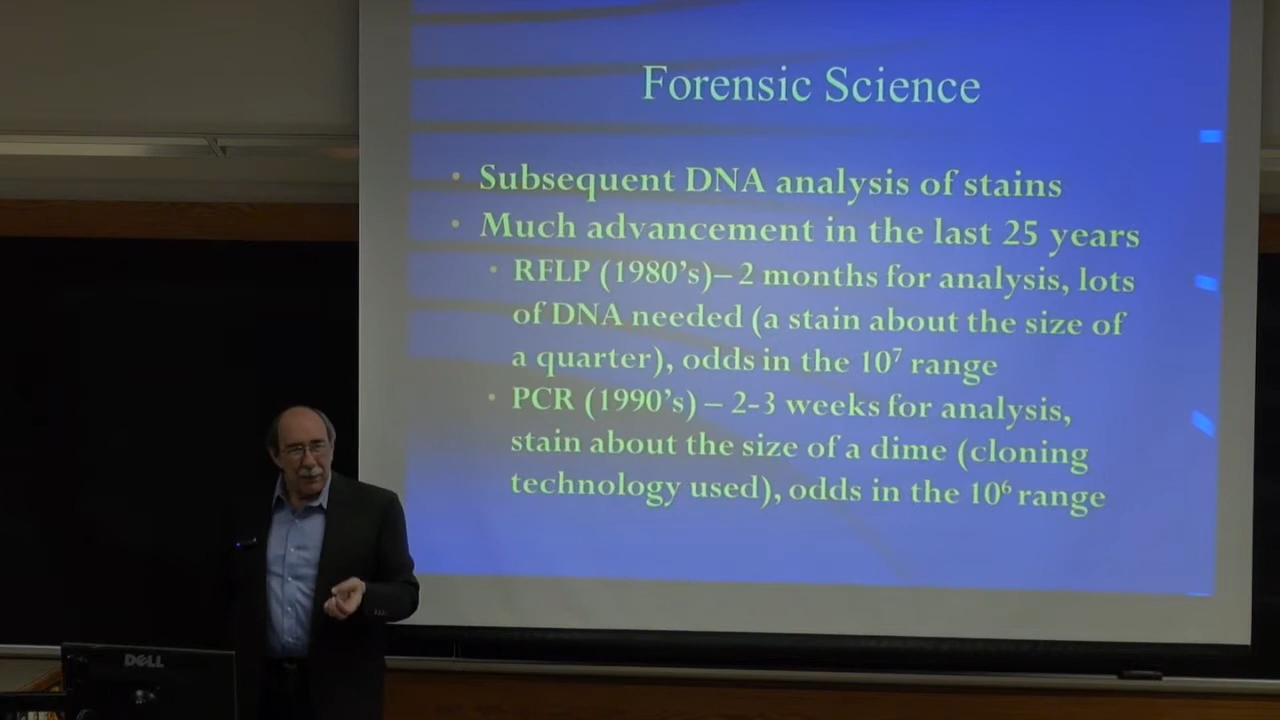 Forensic Science
• Subsequent DNA analysis of stains
• Much advancement in the last 25 years
• RFLP (1980’s)– 2 months for analysis, lots
of DNA needed (a stain about the size of
a quarter), odds in the 10⁷ range
• PCR (1990’s) – 2-3 weeks for analysis,
stain about the size of a dime (cloning
technology used), odds in the 10⁶ range
DELL